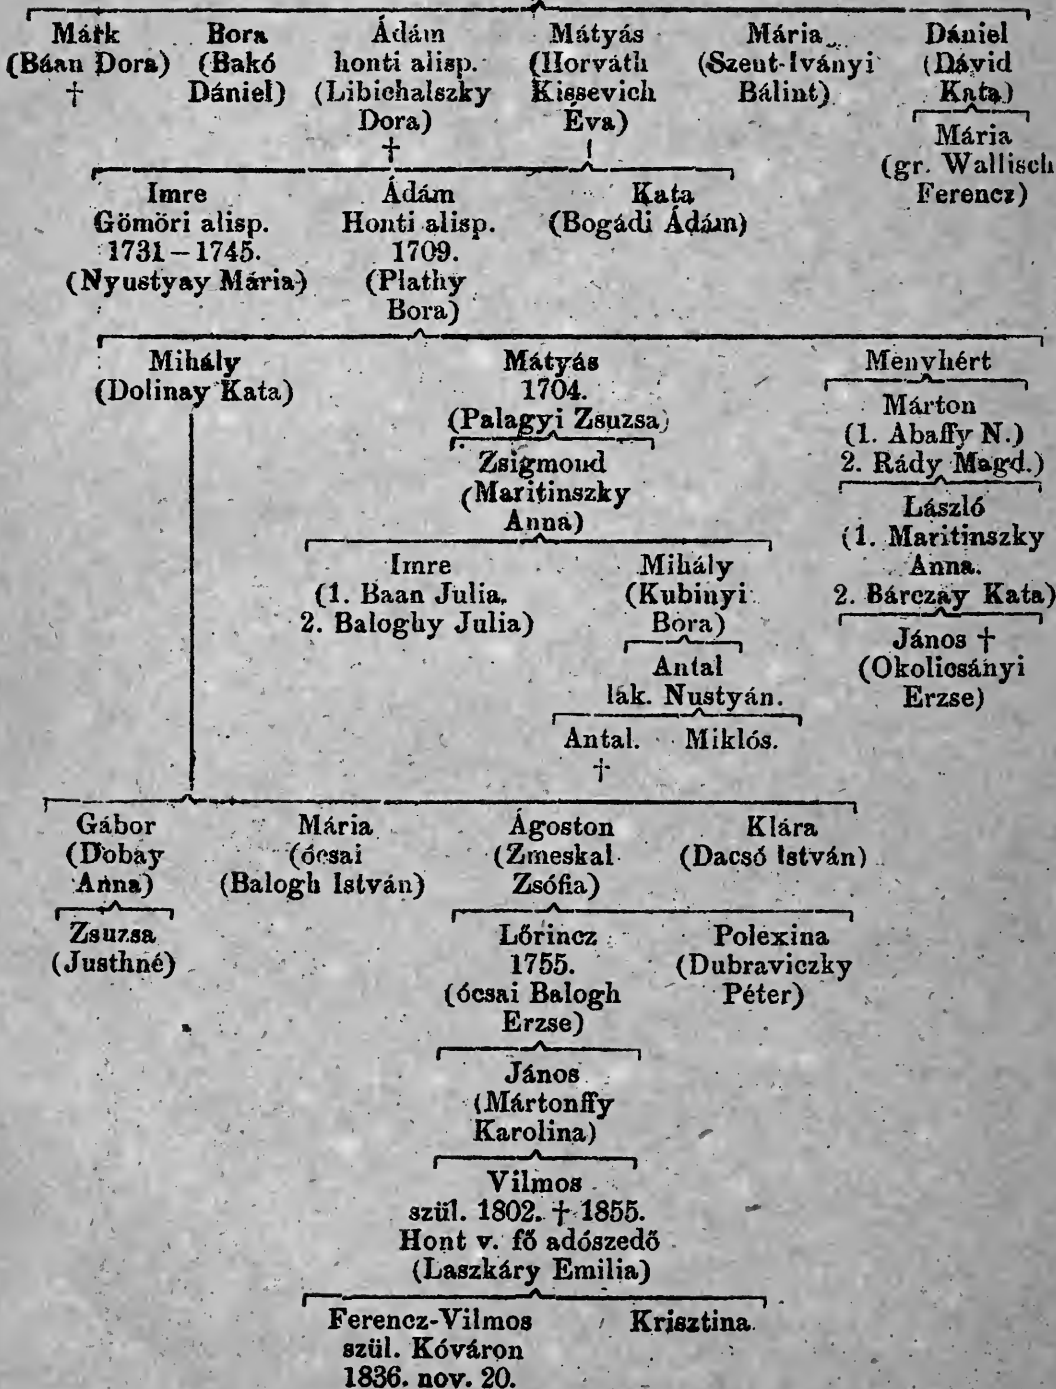 Márk Bora Ádám Mátyás Mária Dániel
(Báan Dora) (Bakó honti alisp. (Horváth (Szent-Iványi (Dávid
† Dániel) (Libichalszky Kissevich Bálint) Kata)
Dora) Éva) Mária
† (gr. Wallisch
Imre Ádám Kata Ferencz)
Gömöri alisp. Honti alisp. (Bogádi Ádám)
1731–1745. 1709.
(Nyustyay Mária) (Plathy
Bora)
Mihály Mátyás Menyhért
(Dolinay Kata) 1704. Márton
(Palagyi Zsuzsa) (1. Abaffy N.)
Zsigmond 2. Rády Magd.)
(Maritinszky László
Anna) (1. Maritinszky
Imre Mihály Anna.
(1. Baan Julia. (Kubinyi 2. Bárczay Kata)
2. Baloghy Julia) Bora) János †
Antal (Okolicsányi
lak. Nustyán. Erzse)
Antal. Miklós.
†
Gábor Mária Ágoston Klára
(Dobay (ócsai (Zmeskal (Dacsó István)
Anna) (Balogh István) Zsófia)
Zsuzsa Lőrincz Polexina
(Justhné) 1755. (Dubraviczky
(ócsai Balogh Péter)
Erzse)
János
(Mártonffy
Karolina)
Vilmos
szül. 1802. † 1855.
Hont v. fő adószedő
(Laszkáry Emilia)
Ferencz-Vilmos Krisztina.
szül. Kóváron
1836. nov. 20.